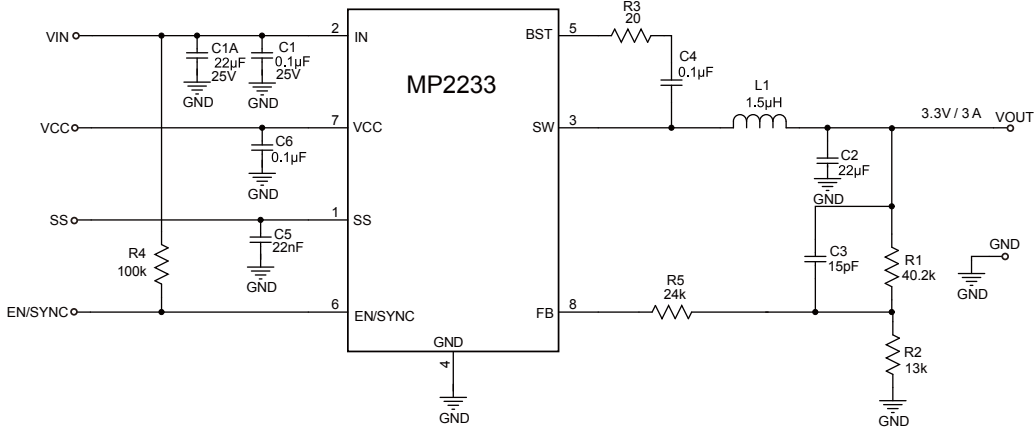 VIN
C1A
22µF
25V
GND
C1
0.1µF
25V
GND
2
IN
MP2233
BST
5
R3
20
C4
0.1µF
VCC
C6
0.1µF
GND
7
VCC
SW
3
L1
1.5µH
3.3V / 3 A
VOUT
C2
22µF
GND
SS
C5
22nF
GND
1
SS
R4
100k
C3
15pF
R1
40.2k
GND
GND
EN/SYNC
6
EN/SYNC
FB
8
R5
24k
GND
4
GND
R2
13k
GND